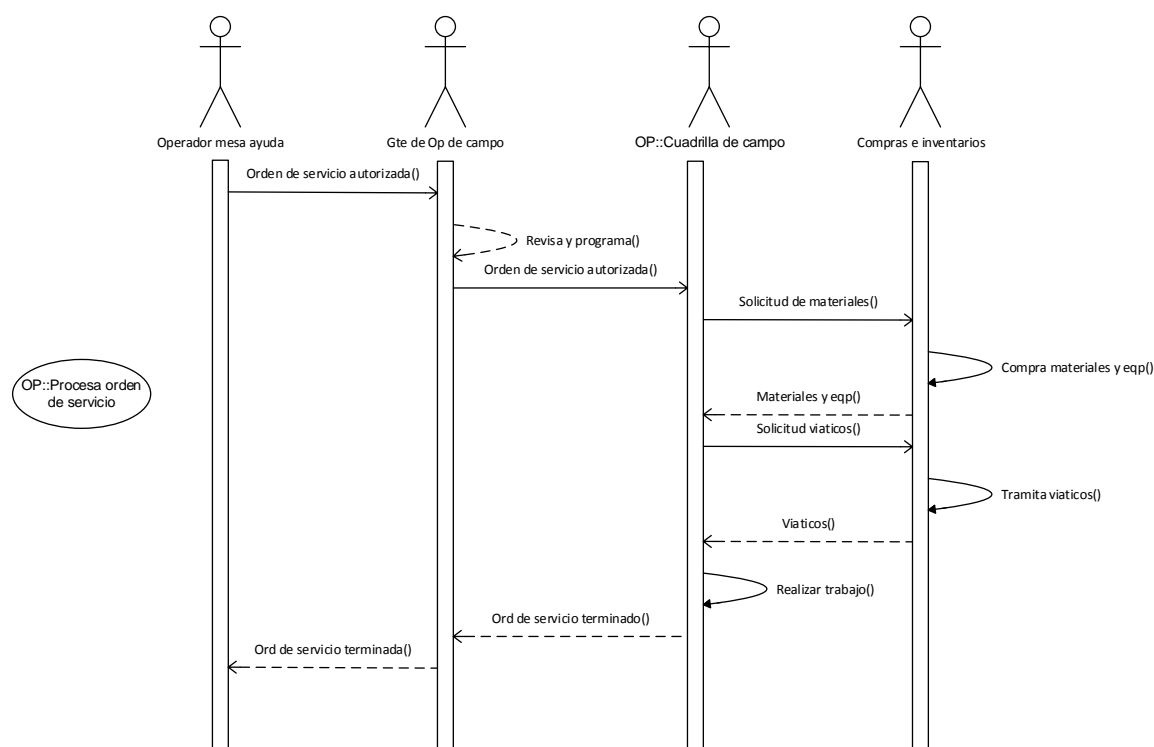 Operador mesa ayuda
Gte de Op de campo
OP::Cuadrilla de campo
Compras e inventarios
Orden de servicio autorizada()
Revisa y programa()
Orden de servicio autorizada()
Solicitud de materiales()
OP::Procesa orden
de servicio
Compra materiales y eqp()
Materiales y eqp()
Solicitud viaticos()
Tramita viaticos()
Viaticos()
Realizar trabajo()
Ord de servicio terminado()
Ord de servicio terminada()